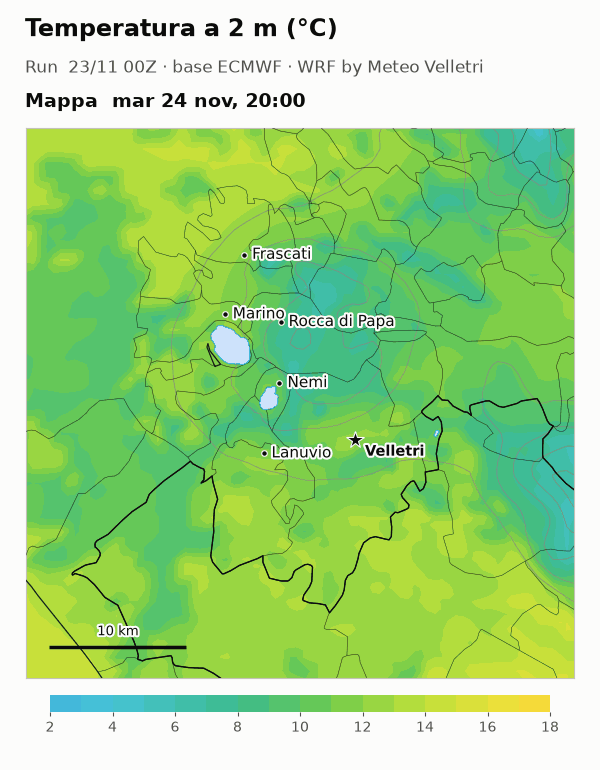 Temperatura a 2 m (°C)
Run  23/11 00Z · base ECMWF · WRF by Meteo Velletri
Mappa  mar 24 nov, 20:00
Frascati
Marino
Rocca di Papa
Nemi
Velletri
Lanuvio
10 km
2 4 6 8 10 12 14 16 18